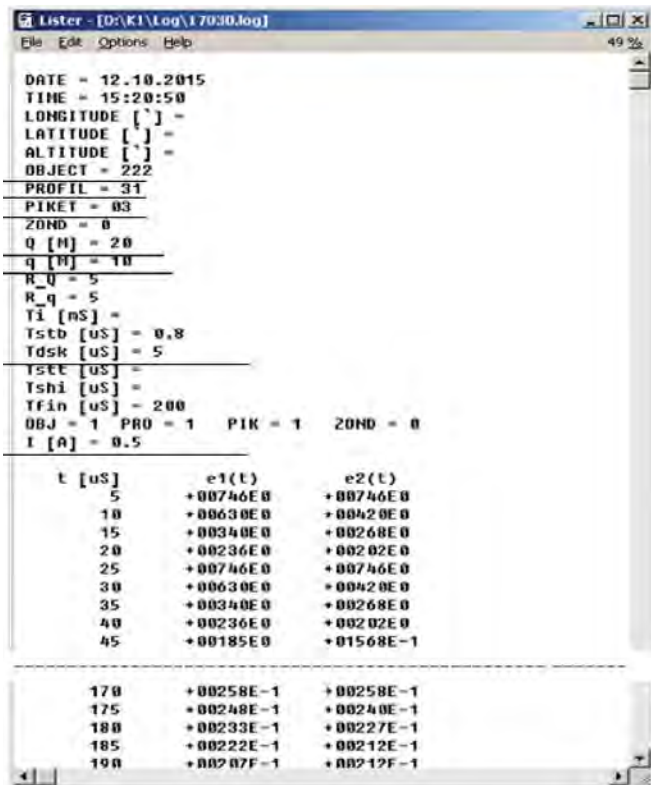 Lister - [D:\K1\Log\17030.log]
File Edit Options Help 49 %
DATE = 12.10.2015
TIME = 15:20:50
LONGITUDE [`] =
LATITUDE [`] =
ALTITUDE [`] =
OBJECT = 222
PROFIL = 31
PIKET = 03
ZOND = 0
Q [M] = 20
q [M] = 10
R_Q = 5
R_q = 5
Ti [mS] =
Tstb [uS] = 0.8
Tdsk [uS] = 5
Tstt [uS] =
Tshi [uS] =
Tfin [uS] = 200
OBJ = 1 PRO = 1 PIK = 1 ZOND = 0
I [A] = 0.5
t [uS] e1(t) e2(t)
5 +00746E0 +00746E0
10 +00630E0 +00420E0
15 +00340E0 +00268E0
20 +00236E0 +00202E0
25 +00746E0 +00746E0
30 +00630E0 +00420E0
35 +00340E0 +00268E0
40 +00236E0 +00202E0
45 +00185E0 +01568E-1
170 +00258E-1 +00258E-1
175 +00248E-1 +00240E-1
180 +00233E-1 +00227E-1
185 +00222E-1 +00212E-1
190 +00207E-1 +00212E-1